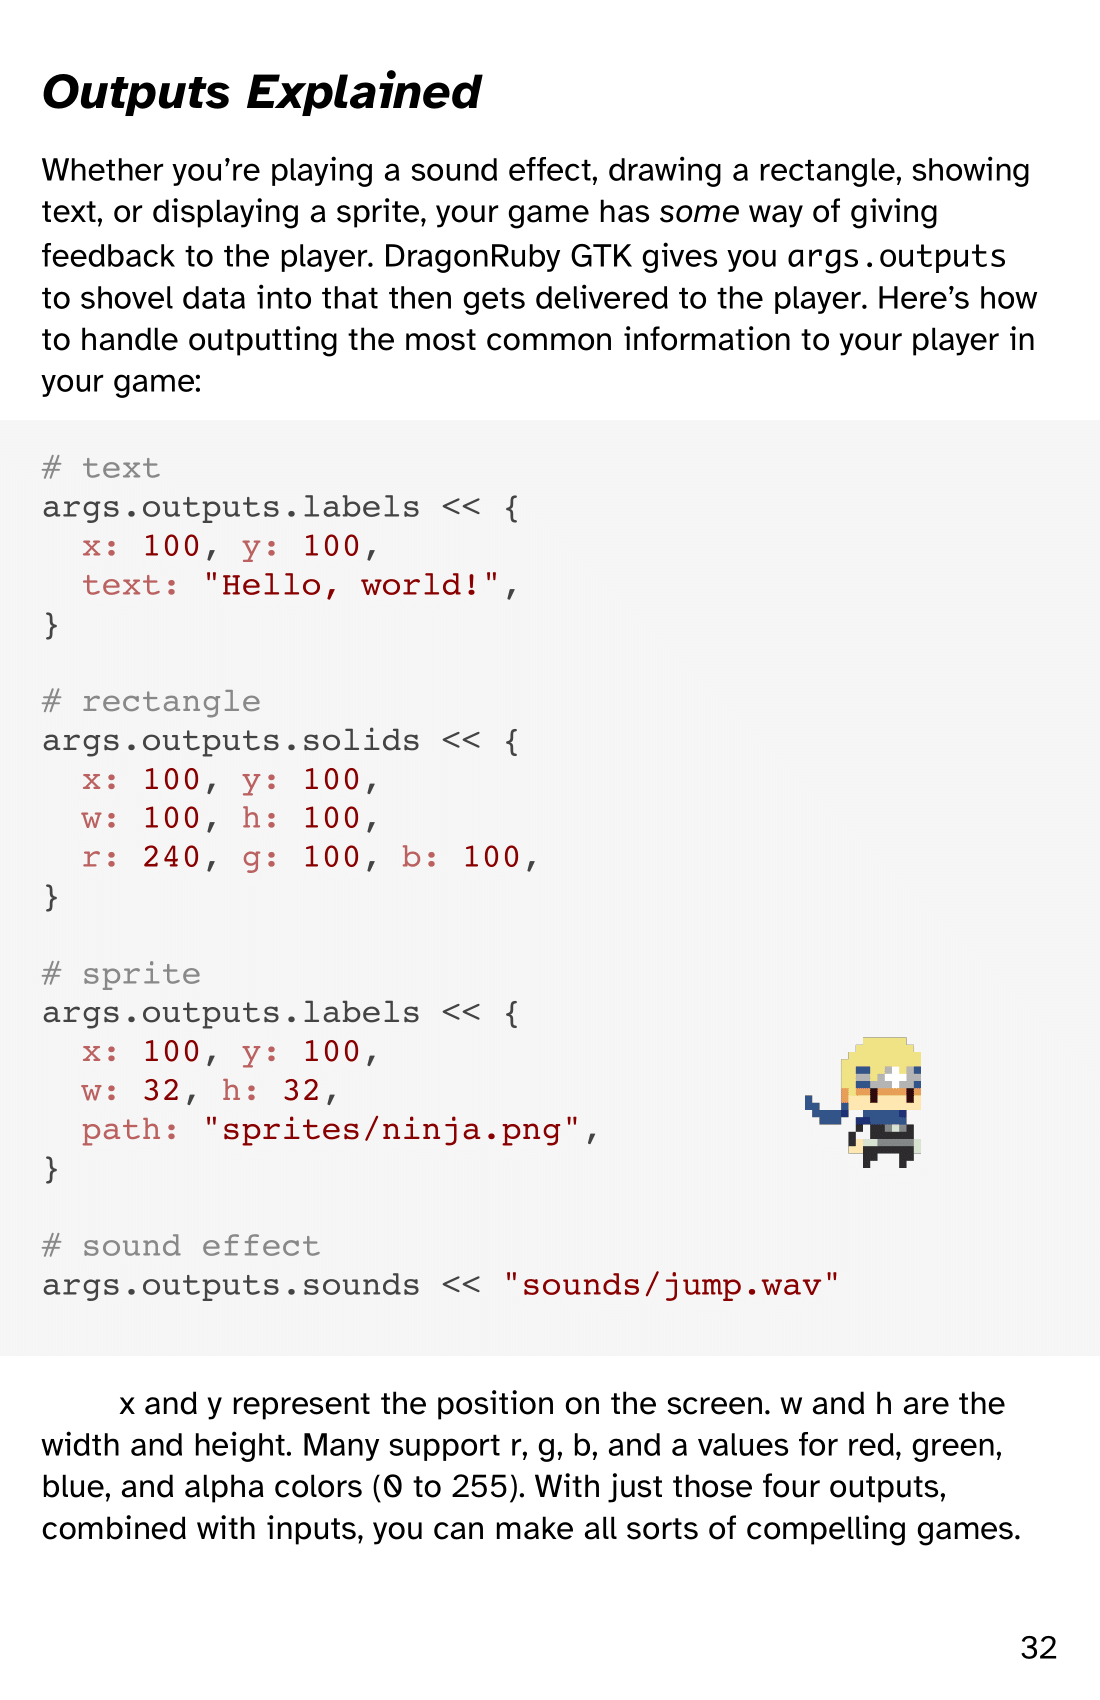 Outputs Explained
Whether you’re playing a sound effect, drawing a rectangle, showing
text, or displaying a sprite, your game has some way of giving
feedback to the player. DragonRuby GTK gives you args.outputs
to shovel data into that then gets delivered to the player. Here’s how
to handle outputting the most common information to your player in
your game:
# text
args.outputs.labels << {
  x: 100, y: 100,
  text: "Hello, world!",
}
# rectangle
args.outputs.solids << {
  x: 100, y: 100,
  w: 100, h: 100,
  r: 240, g: 100, b: 100,
}
# sprite
args.outputs.labels << {
  x: 100, y: 100,
  w: 32, h: 32,
  path: "sprites/ninja.png",
}
# sound effect
args.outputs.sounds << "sounds/jump.wav"
x and y represent the position on the screen. w and h are the
width and height. Many support r, g, b, and a values for red, green,
blue, and alpha colors (0 to 255). With just those four outputs,
combined with inputs, you can make all sorts of compelling games.
32